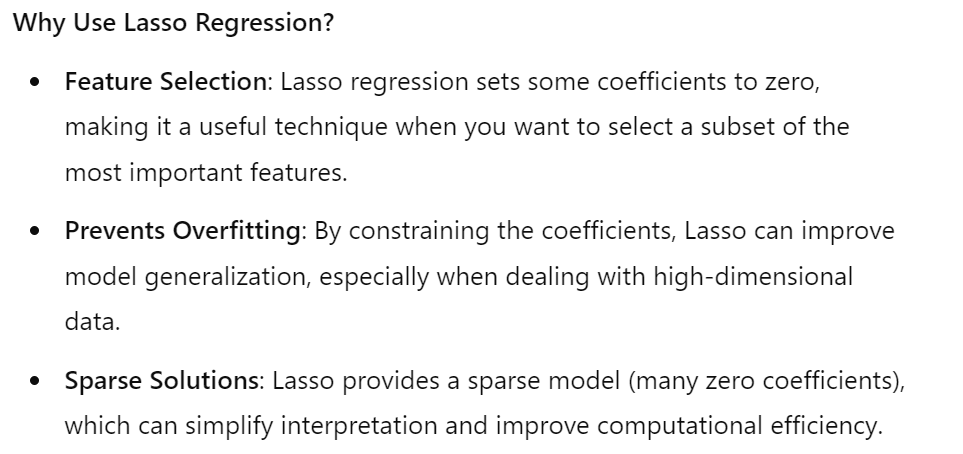 Why Use Lasso Regression?
• Feature Selection: Lasso regression sets some coefficients to zero,
making it a useful technique when you want to select a subset of the
most important features.
• Prevents Overfitting: By constraining the coefficients, Lasso can improve
model generalization, especially when dealing with high-dimensional
data.
• Sparse Solutions: Lasso provides a sparse model (many zero coefficients),
which can simplify interpretation and improve computational efficiency.